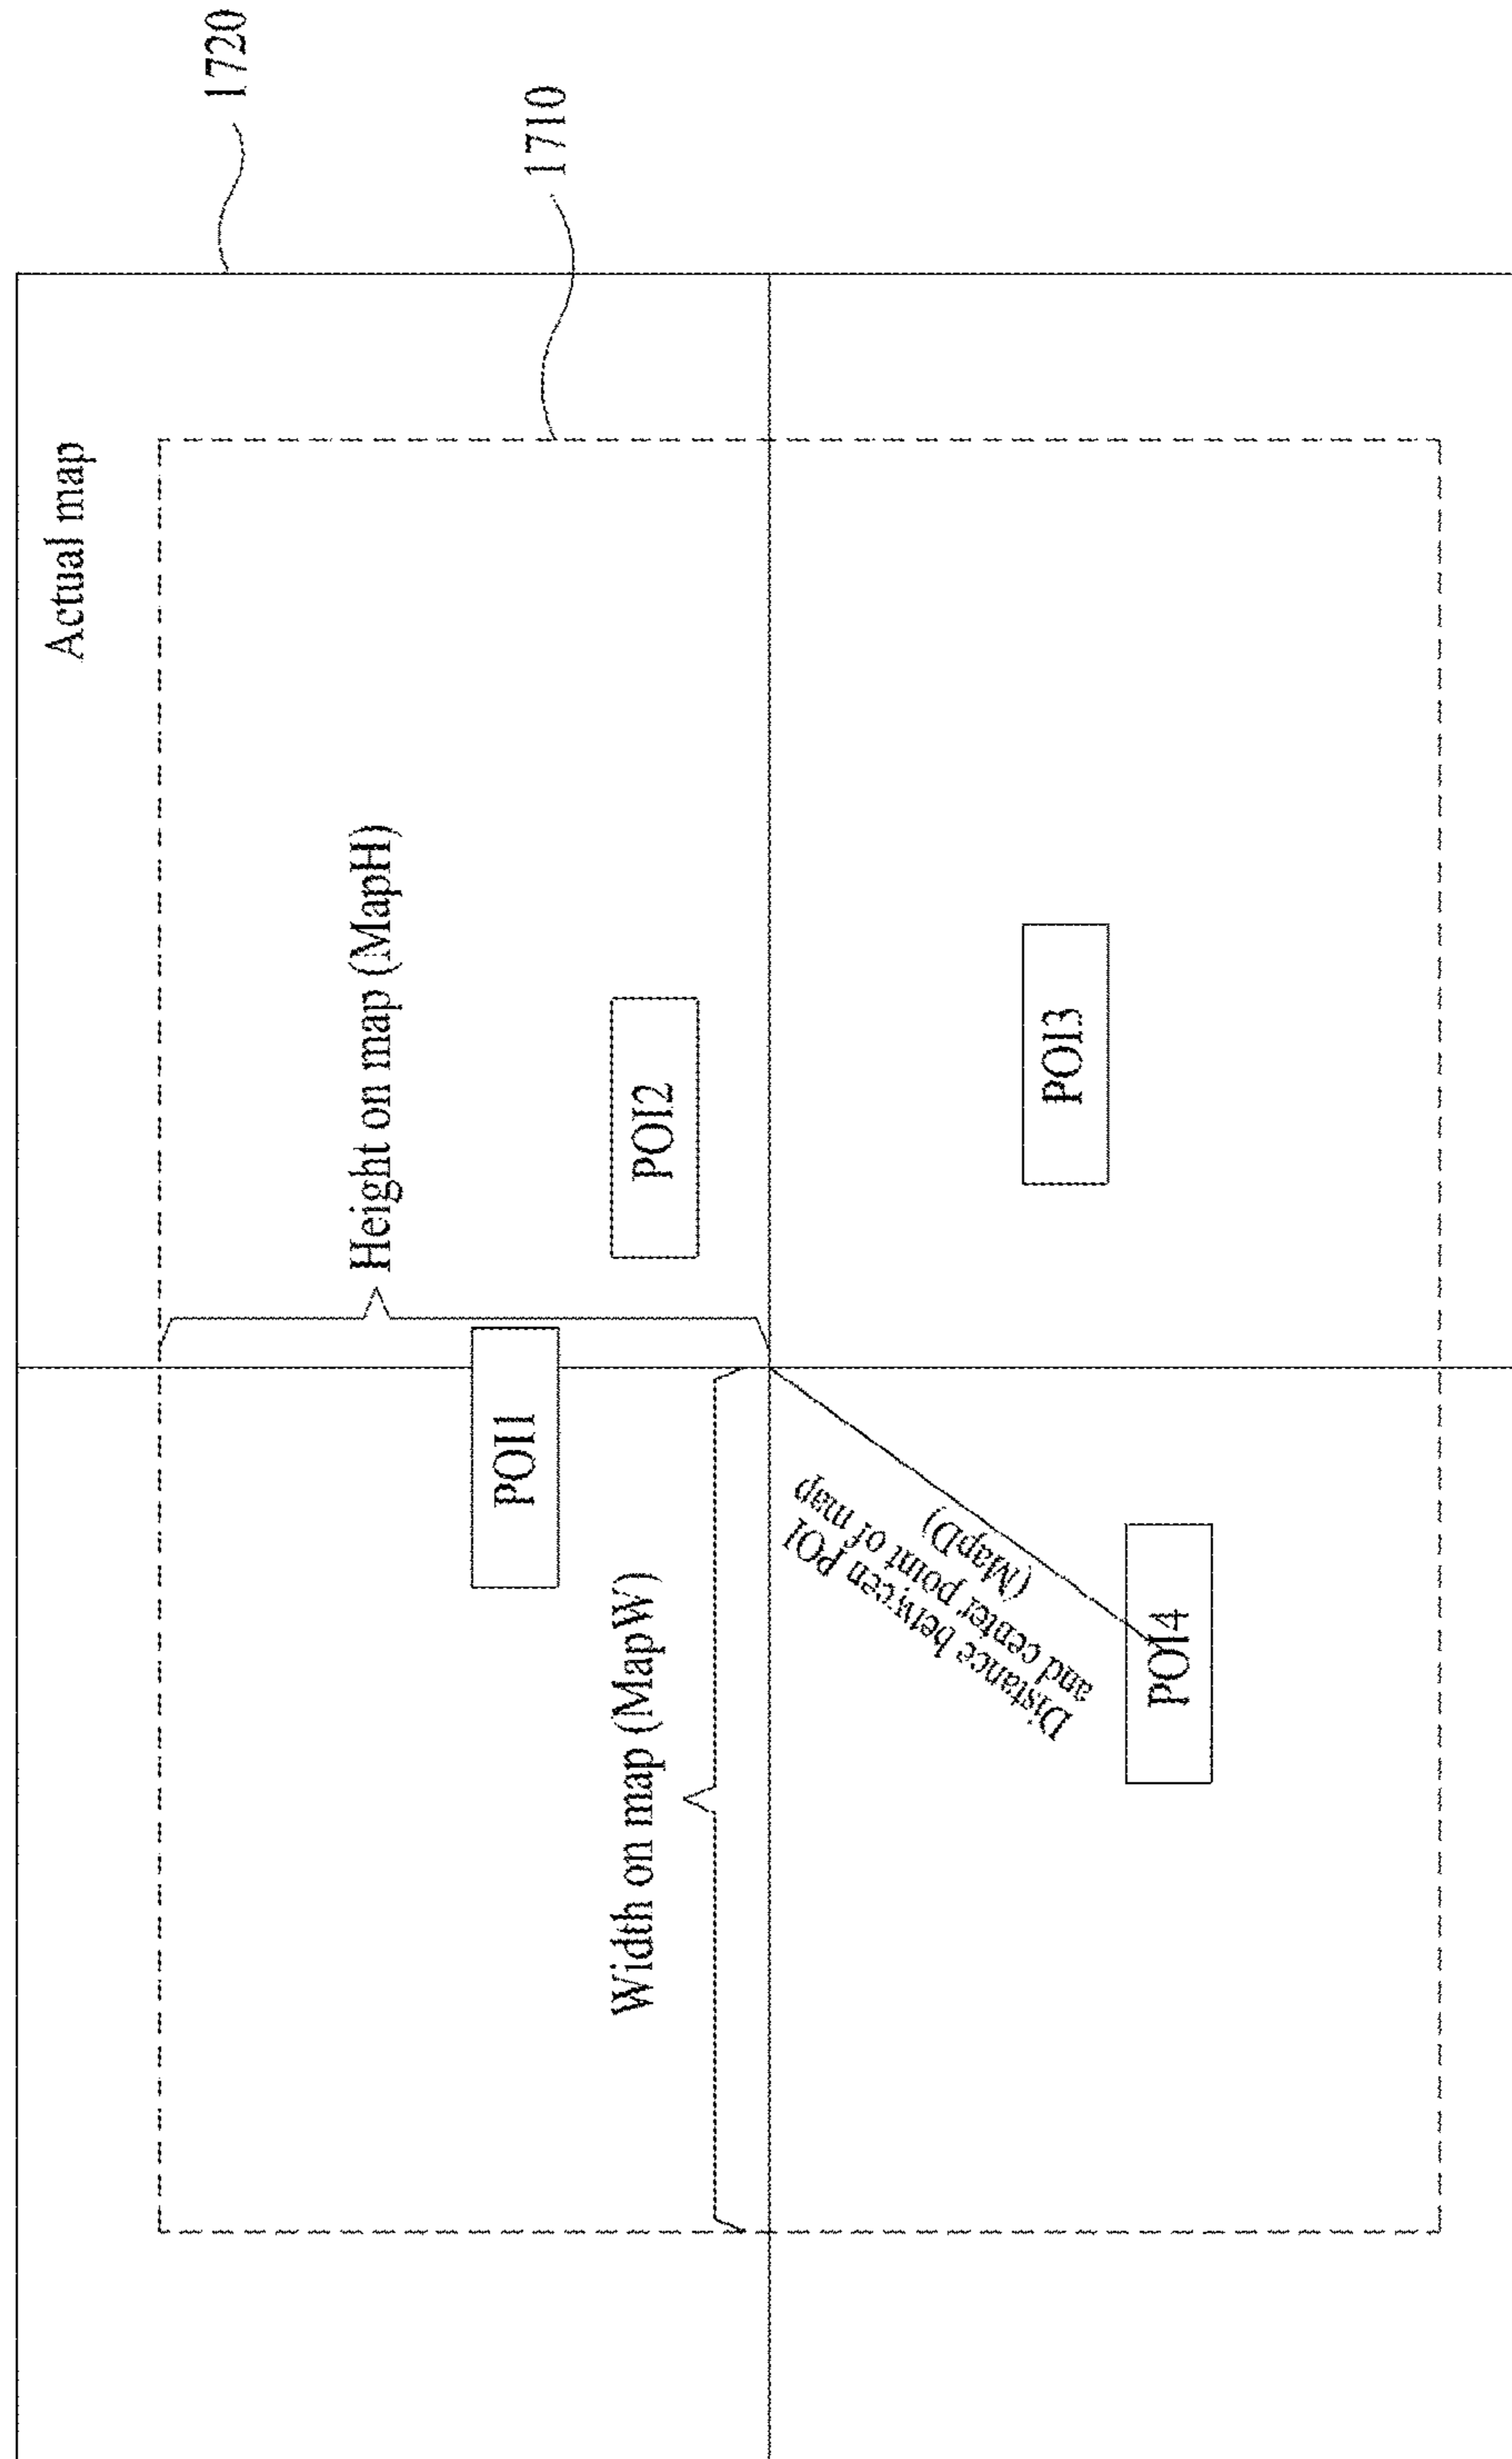 1720
Actual map
1710
Height on map (MapH)
POI1
POI2
Width on map (MapW)
Distance between POI
and center point of map
(MapD)
POI3
POI4